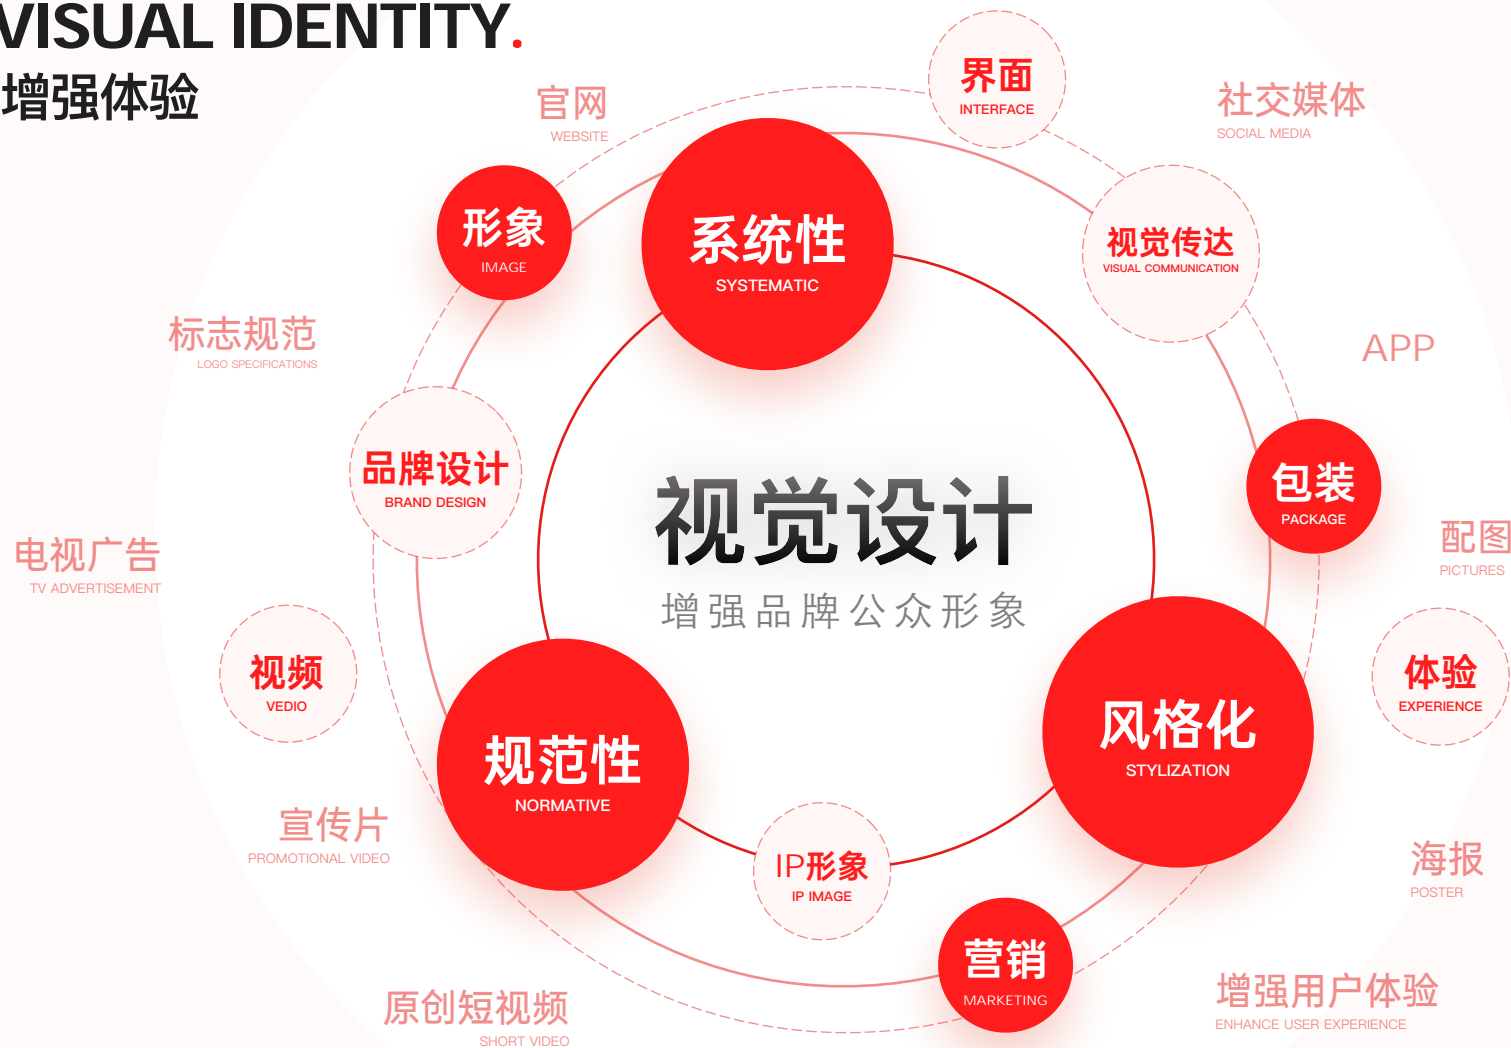 VISUAL IDENTITY.
增强体验
界面
INTERFACE
官网
WEBSITE
社交媒体
SOCIAL MEDIA
形象
IMAGE
系统性
SYSTEMATIC
视觉传达
VISUAL COMMUNICATION
标志规范
LOGO SPECIFICATIONS
APP
品牌设计
BRAND DESIGN
视觉设计
增强品牌公众形象
包装
PACKAGE
电视广告
TV ADVERTISEMENT
配图
PICTURES
视频
VEDIO
体验
EXPERIENCE
规范性
NORMATIVE
风格化
STYLIZATION
宣传片
PROMOTIONAL VIDEO
IP形象
IP IMAGE
海报
POSTER
营销
MARKETING
原创短视频
SHORT VIDEO
增强用户体验
ENHANCE USER EXPERIENCE